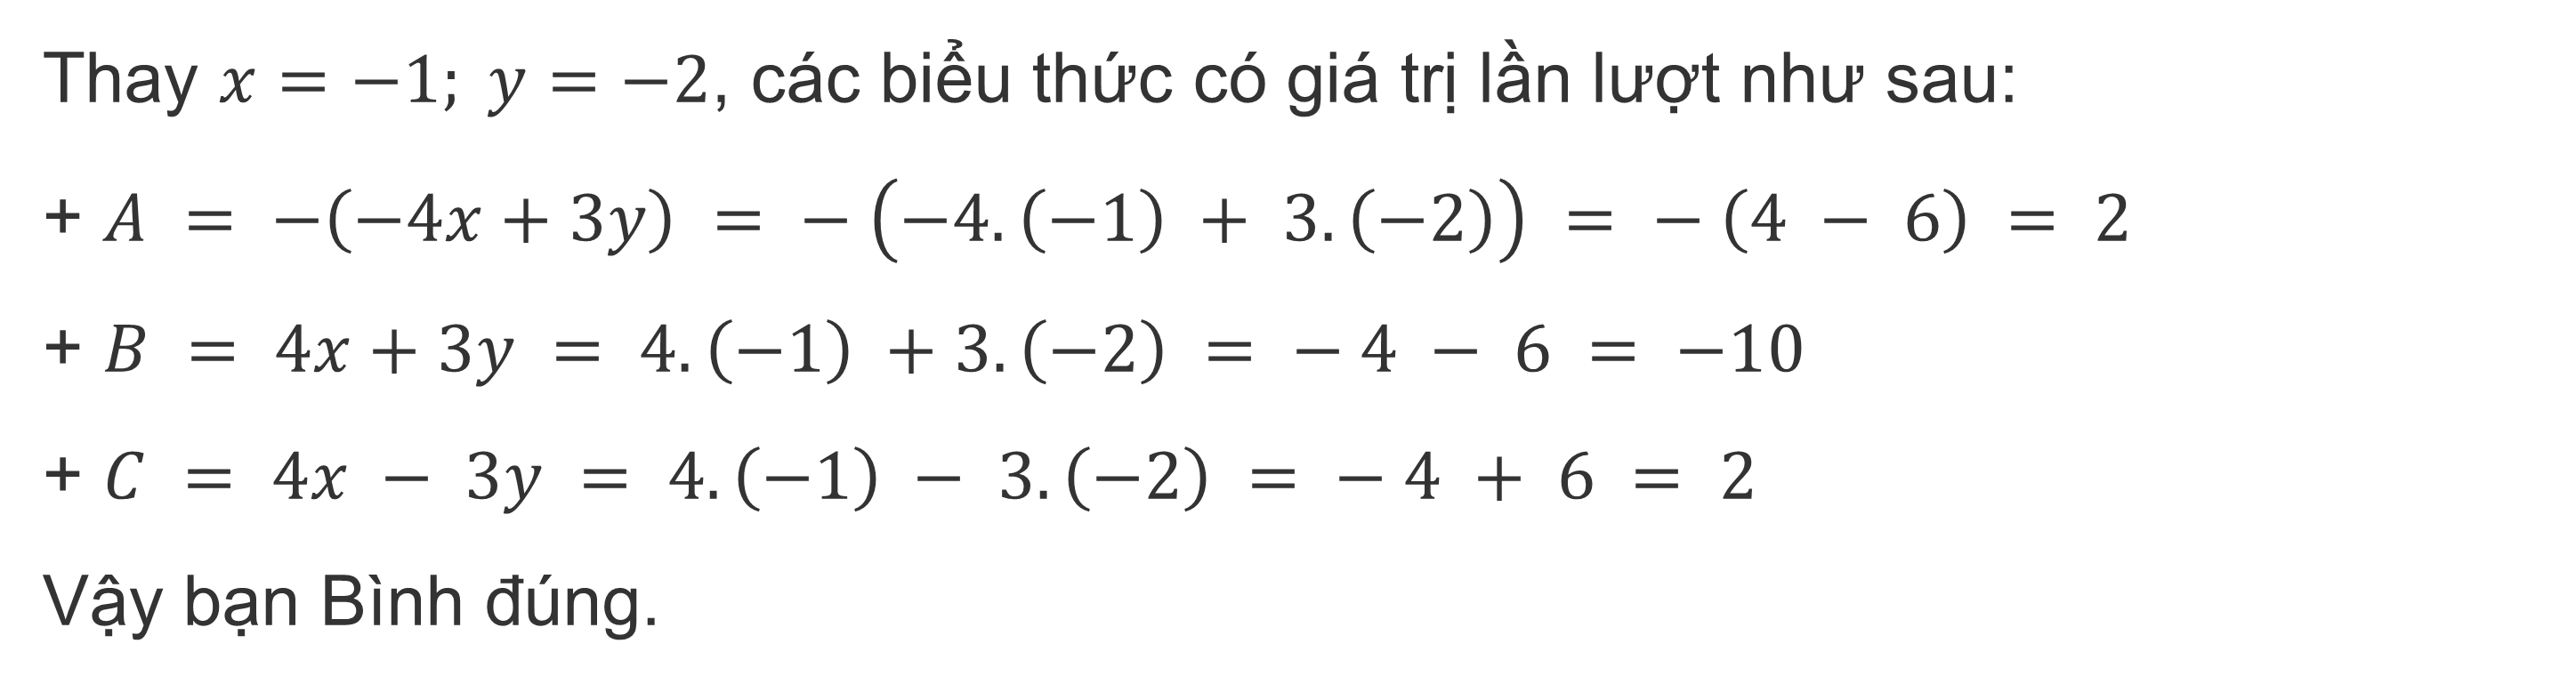 Thay x = −1; y = −2, các biểu thức có giá trị lần lượt như sau:
+ A = −(−4x + 3y) = − (−4. (−1) + 3. (−2)) = − (4 − 6) = 2
+ B = 4x + 3y = 4. (−1) + 3. (−2) = − 4 − 6 = −10
+ C = 4x − 3y = 4. (−1) − 3. (−2) = − 4 + 6 = 2
Vậy bạn Bình đúng.